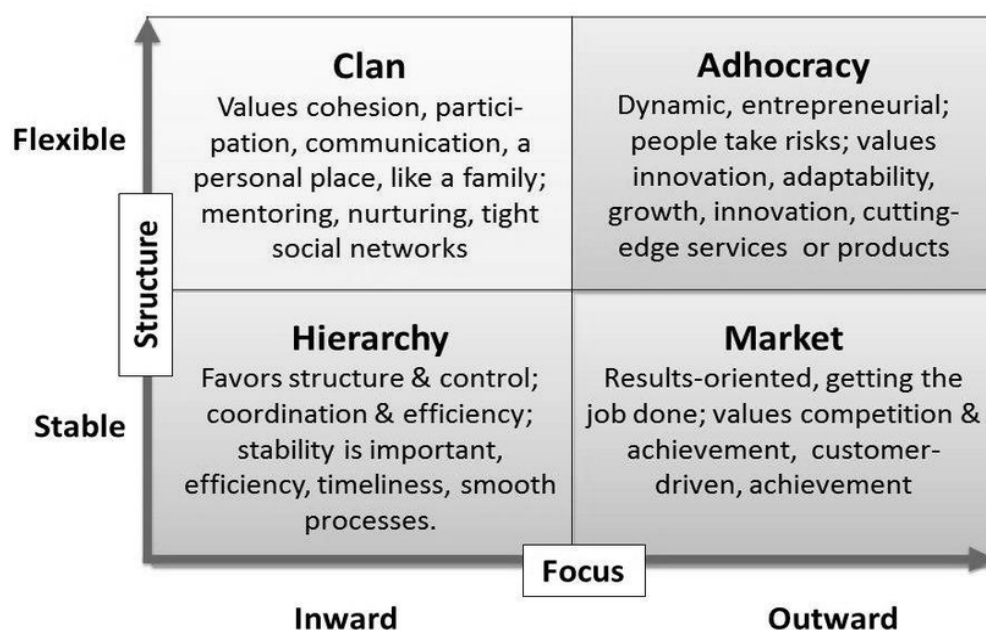 Flexible
Structure
Stable
Clan
Values cohesion, partici-
pation, communication, a
personal place, like a family;
mentoring, nurturing, tight
social networks
Adhocracy
Dynamic, entrepreneurial;
people take risks; values
innovation, adaptability,
growth, innovation, cutting-
edge services or products
Hierarchy
Favors structure & control;
coordination & efficiency;
stability is important,
efficiency, timeliness, smooth
processes.
Market
Results-oriented, getting the
job done; values competition &
achievement, customer-
driven, achievement
Focus
Inward
Outward